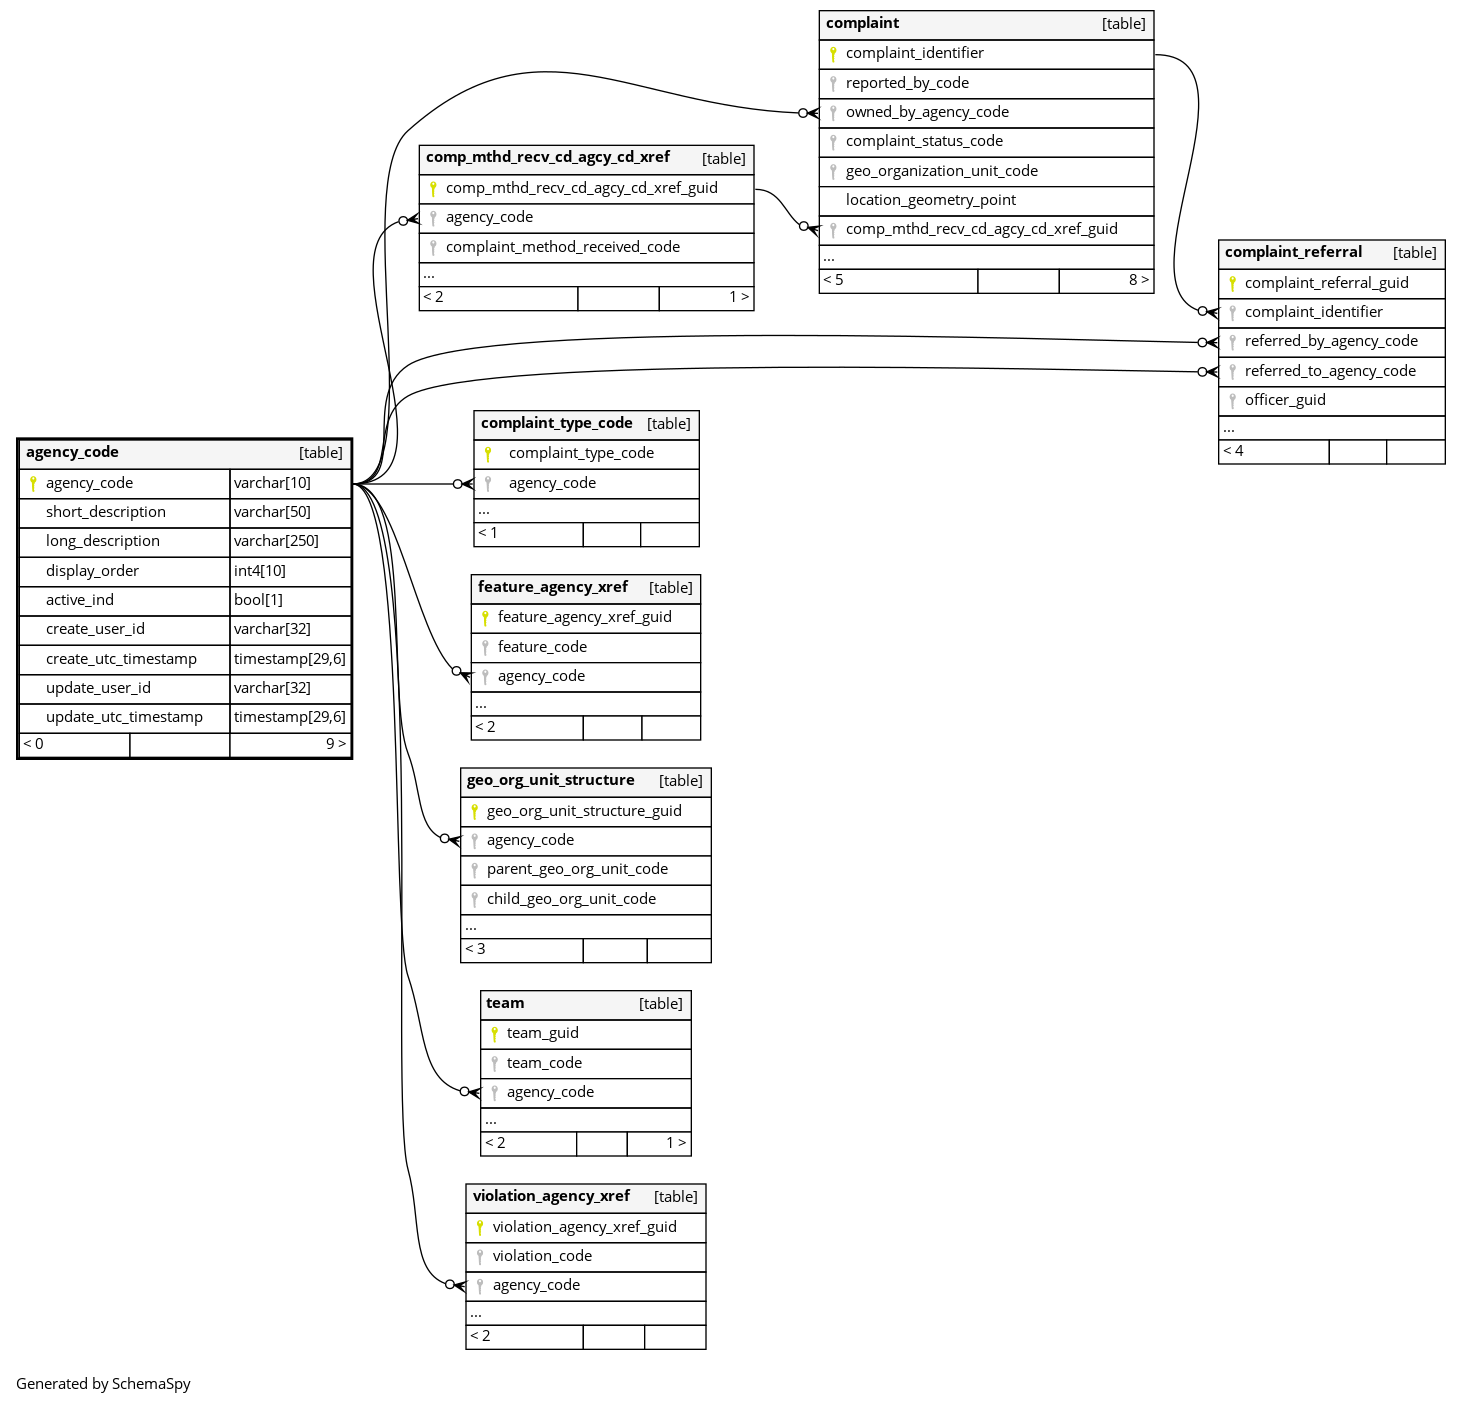 complaint [table]
complaint_identifier
reported_by_code
owned_by_agency_code
complaint_status_code
geo_organization_unit_code
location_geometry_point
comp_mthd_recv_cd_agcy_cd_xref_guid
...
< 5 8 >
comp_mthd_recv_cd_agcy_cd_xref [table]
comp_mthd_recv_cd_agcy_cd_xref_guid
agency_code
complaint_method_received_code
...
< 2 1 >
complaint_referral [table]
complaint_referral_guid
complaint_identifier
referred_by_agency_code
referred_to_agency_code
officer_guid
...
< 4
agency_code [table]
agency_code varchar[10]
short_description varchar[50]
long_description varchar[250]
display_order int4[10]
active_ind bool[1]
create_user_id varchar[32]
create_utc_timestamp timestamp[29,6]
update_user_id varchar[32]
update_utc_timestamp timestamp[29,6]
< 0 9 >
complaint_type_code [table]
complaint_type_code
agency_code
...
< 1
feature_agency_xref [table]
feature_agency_xref_guid
feature_code
agency_code
...
< 2
geo_org_unit_structure [table]
geo_org_unit_structure_guid
agency_code
parent_geo_org_unit_code
child_geo_org_unit_code
...
< 3
team [table]
team_guid
team_code
agency_code
...
< 2 1 >
violation_agency_xref [table]
violation_agency_xref_guid
violation_code
agency_code
...
< 2
Generated by SchemaSpy